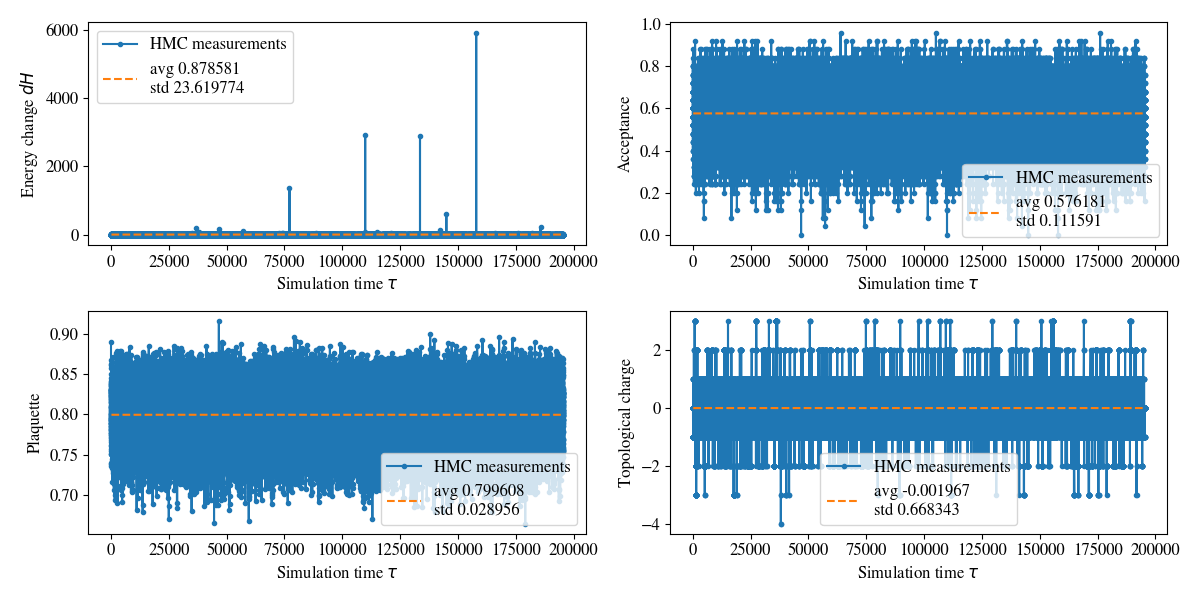 6000
4000
2000
0
Energy change dH
HMC measurements
avg 0.878581
std 23.619774
0 25000 50000 75000 100000 125000 150000 175000 200000
Simulation time τ
1.0
0.8
0.6
0.4
0.2
0.0
Acceptance
HMC measurements
avg 0.576181
std 0.111591
0 25000 50000 75000 100000 125000 150000 175000 200000
Simulation time τ
0.90
0.85
0.80
0.75
0.70
Plaquette
HMC measurements
avg 0.799608
std 0.028956
0 25000 50000 75000 100000 125000 150000 175000 200000
Simulation time τ
2
0
−2
−4
Topological charge
HMC measurements
avg -0.001967
std 0.668343
0 25000 50000 75000 100000 125000 150000 175000 200000
Simulation time τ